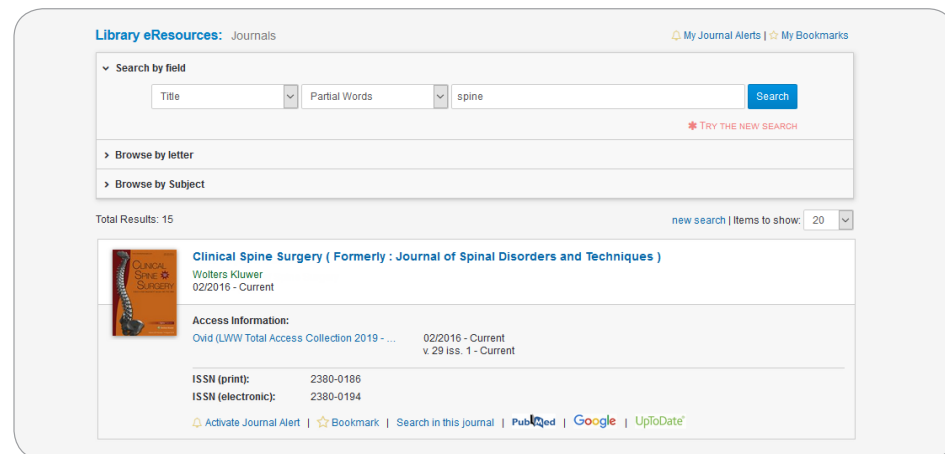 Library eResources: Journals
My Journal Alerts | My Bookmarks
Search by field
Title Partial Words spine Search
✱ TRY THE NEW SEARCH
Browse by letter
Browse by Subject
Total Results: 15
new search | Items to show: 20
CLINICAL
SPINE
SURGERY
Clinical Spine Surgery ( Formerly : Journal of Spinal Disorders and Techniques )
Wolters Kluwer
02/2016 - Current
Access Information:
Ovid (LWW Total Access Collection 2019 - ... 02/2016 - Current
v. 29 iss. 1 - Current
ISSN (print): 2380-0186
ISSN (electronic): 2380-0194
Activate Journal Alert | Bookmark | Search in this journal | PubMed | Google | UpToDate®